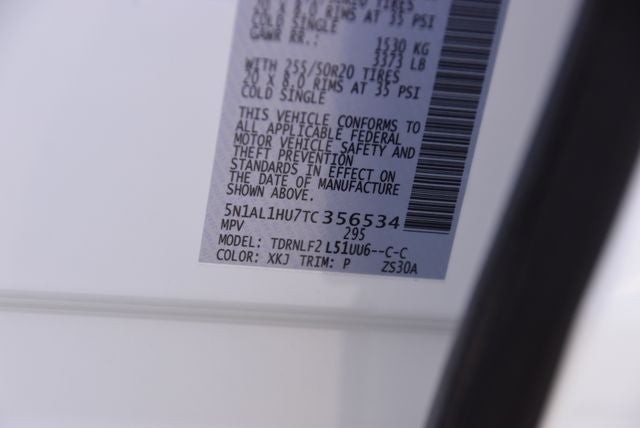 20 X 8.0 RIMS AT 35 PSI
COLD SINGLE
GAWR RR.: 1530 KG
3373 LB
WITH 255/50R20 TIRES
20 X 8.0 RIMS AT 35 PSI
COLD SINGLE
THIS VEHICLE CONFORMS TO
ALL APPLICABLE FEDERAL
MOTOR VEHICLE SAFETY AND
THEFT PREVENTION
STANDARDS IN EFFECT ON
THE DATE OF MANUFACTURE
SHOWN ABOVE.
5N1AL1HU7TC356534
MPV 295
MODEL: TDRNLF2 L51UU6--C-C
COLOR: XKJ TRIM: P ZS30A